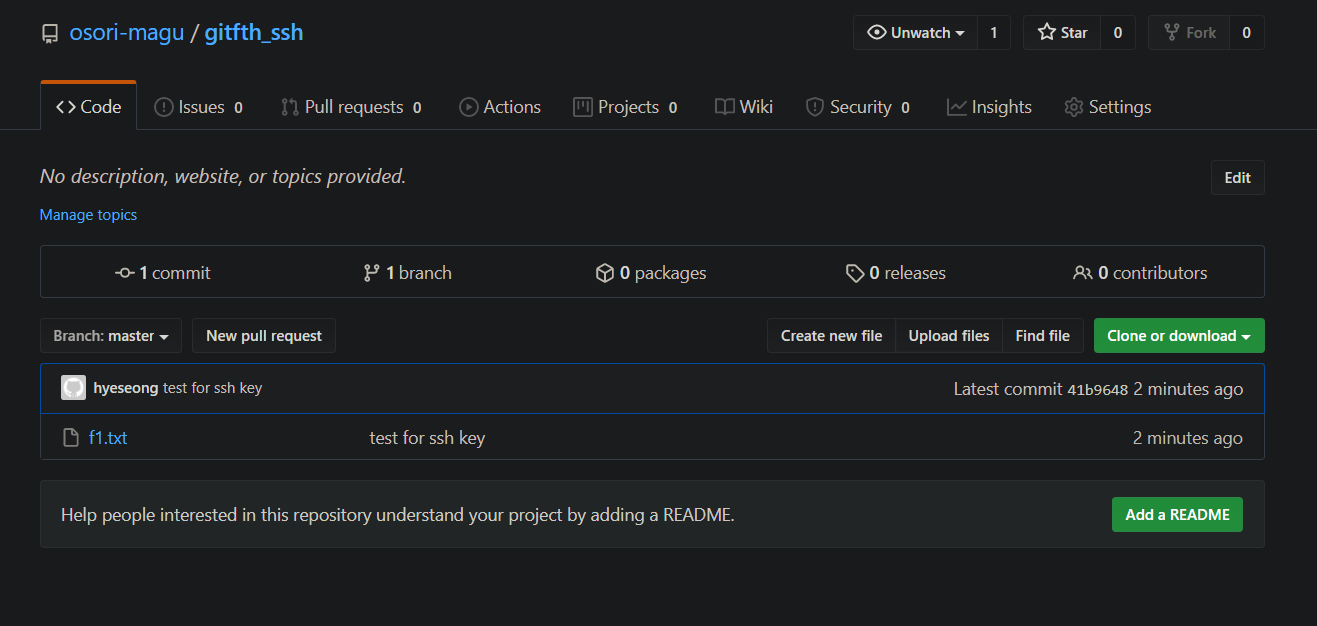 osori-magu / gitfth_ssh Unwatch 1 Star 0 Fork 0
Code Issues 0 Pull requests 0 Actions Projects 0 Wiki Security 0 Insights Settings
No description, website, or topics provided. Edit
Manage topics
1 commit 1 branch 0 packages 0 releases 0 contributors
Branch: master New pull request Create new file Upload files Find file Clone or download
hyeseong test for ssh key Latest commit 41b9648 2 minutes ago
f1.txt test for ssh key 2 minutes ago
Help people interested in this repository understand your project by adding a README. Add a README